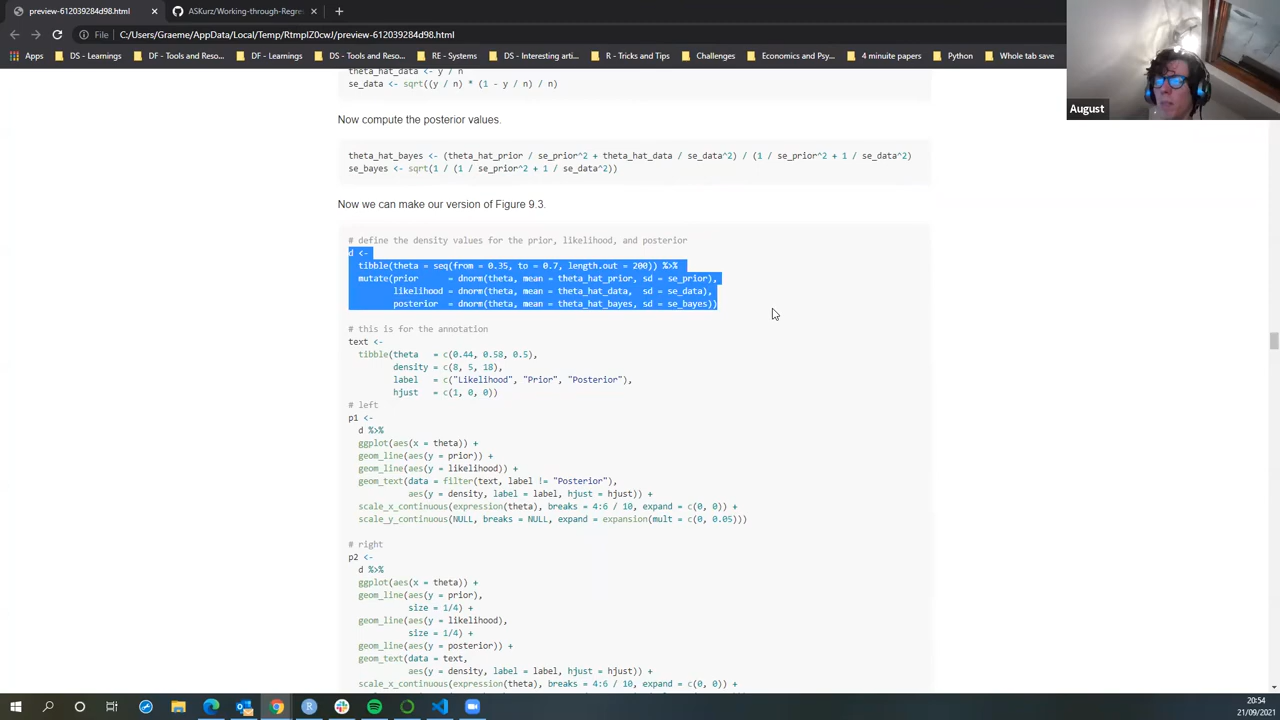 preview-612039284d98.html
ASKurz/Working-through-Regre
File
C:/Users/Graeme/AppData/Local/Temp/RtmpIZ0cwJ/preview-612039284d98.html
Apps
DS - Learnings
DS - Tools and Reso...
DF - Learnings
DF - Tools and Reso...
RE - Systems
DS - Interesting arti...
R - Tricks and Tips
Challenges
Economics and Psy...
4 minuite papers
Python
Whole tab save
August
theta_hat_data <- y / n
se_data <- sqrt((y / n) * (1 - y / n) / n)
Now compute the posterior values.
theta_hat_bayes <- (theta_hat_prior / se_prior^2 + theta_hat_data / se_data^2) / (1 / se_prior^2 + 1 / se_data^2)
se_bayes <- sqrt(1 / (1 / se_prior^2 + 1 / se_data^2))
Now we can make our version of Figure 9.3.
# define the density values for the prior, likelihood, and posterior
d <-
tibble(theta = seq(from = 0.35, to = 0.7, length.out = 200)) %>%
mutate(prior = dnorm(theta, mean = theta_hat_prior, sd = se_prior),
likelihood = dnorm(theta, mean = theta_hat_data, sd = se_data),
posterior = dnorm(theta, mean = theta_hat_bayes, sd = se_bayes))
# this is for the annotation
text <-
tibble(theta = c(0.44, 0.58, 0.5),
density = c(8, 5, 18),
label = c("Likelihood", "Prior", "Posterior"),
hjust = c(1, 0, 0))
# left
p1 <-
d %>%
ggplot(aes(x = theta)) +
geom_line(aes(y = prior)) +
geom_line(aes(y = likelihood)) +
geom_text(data = filter(text, label != "Posterior"),
aes(y = density, label = label, hjust = hjust)) +
scale_x_continuous(expression(theta), breaks = 4:6 / 10, expand = c(0, 0)) +
scale_y_continuous(NULL, breaks = NULL, expand = expansion(mult = c(0, 0.05)))
# right
p2 <-
d %>%
ggplot(aes(x = theta)) +
geom_line(aes(y = prior),
size = 1/4) +
geom_line(aes(y = likelihood),
size = 1/4) +
geom_line(aes(y = posterior)) +
geom_text(data = text,
aes(y = density, label = label, hjust = hjust)) +
scale_x_continuous(expression(theta), breaks = 4:6 / 10, expand = c(0, 0)) +
20:54
21/09/2021